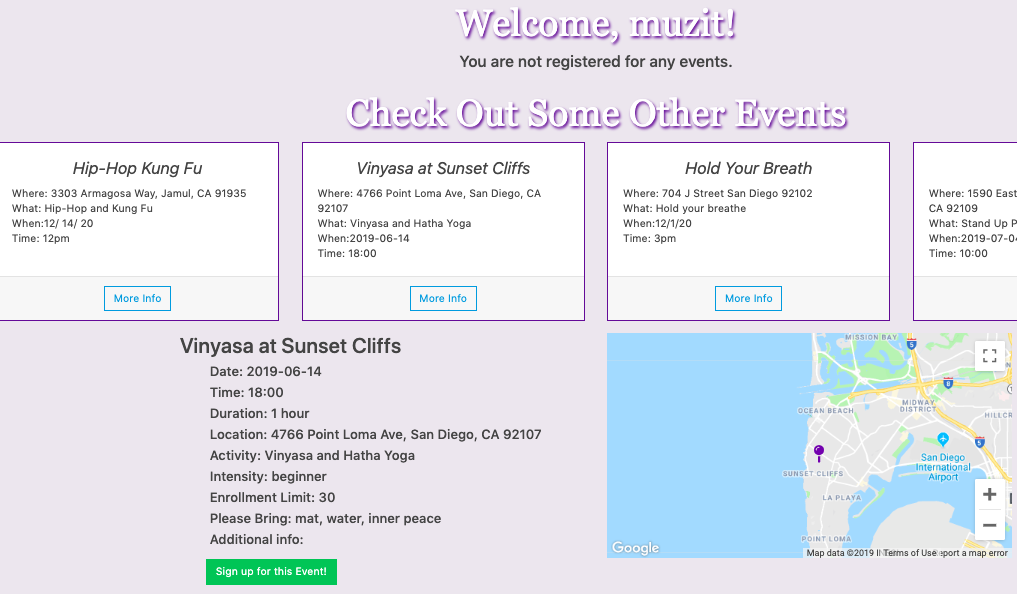 Welcome, muzit!
You are not registered for any events.
Check Out Some Other Events
Hip-Hop Kung Fu
Where: 3303 Armagosa Way, Jamul, CA 91935
What: Hip-Hop and Kung Fu
When:12/ 14/ 20
Time: 12pm
More Info
Vinyasa at Sunset Cliffs
Where: 4766 Point Loma Ave, San Diego, CA
92107
What: Vinyasa and Hatha Yoga
When:2019-06-14
Time: 18:00
More Info
Hold Your Breath
Where: 704 J Street San Diego 92102
What: Hold your breathe
When:12/1/20
Time: 3pm
More Info
Where: 1590 East
CA 92109
What: Stand Up P
When:2019-07-04
Time: 10:00
Vinyasa at Sunset Cliffs
Date: 2019-06-14
Time: 18:00
Duration: 1 hour
Location: 4766 Point Loma Ave, San Diego, CA 92107
Activity: Vinyasa and Hatha Yoga
Intensity: beginner
Enrollment Limit: 30
Please Bring: mat, water, inner peace
Additional info:
Sign up for this Event!
MISSION BAY
5
8
OCEAN BEACH
MIDWAY
DISTRICT
HILLCR
5
San Diego
International
Airport
SUNSET CLIFFS
LA PLAYA
POINT LOMA
Google
Map data ©2019 Terms of Use port a map error